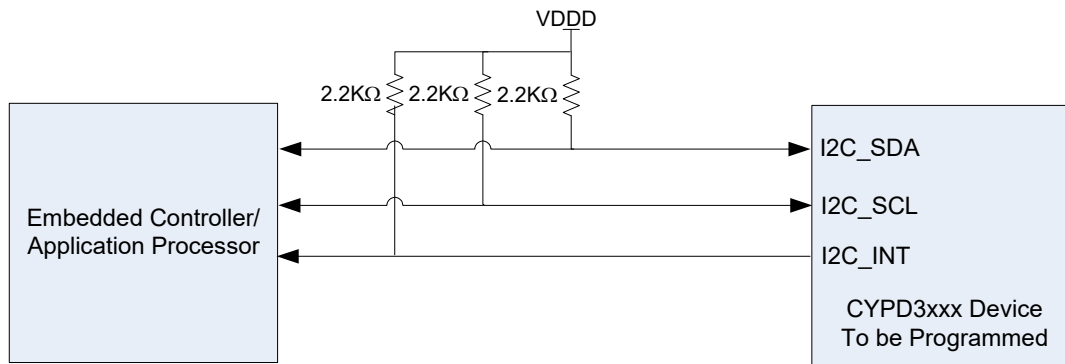 VDDD
2.2KΩ 2.2KΩ 2.2KΩ
I2C_SDA
I2C_SCL
I2C_INT
Embedded Controller/
Application Processor
CYPD3xxx Device
To be Programmed